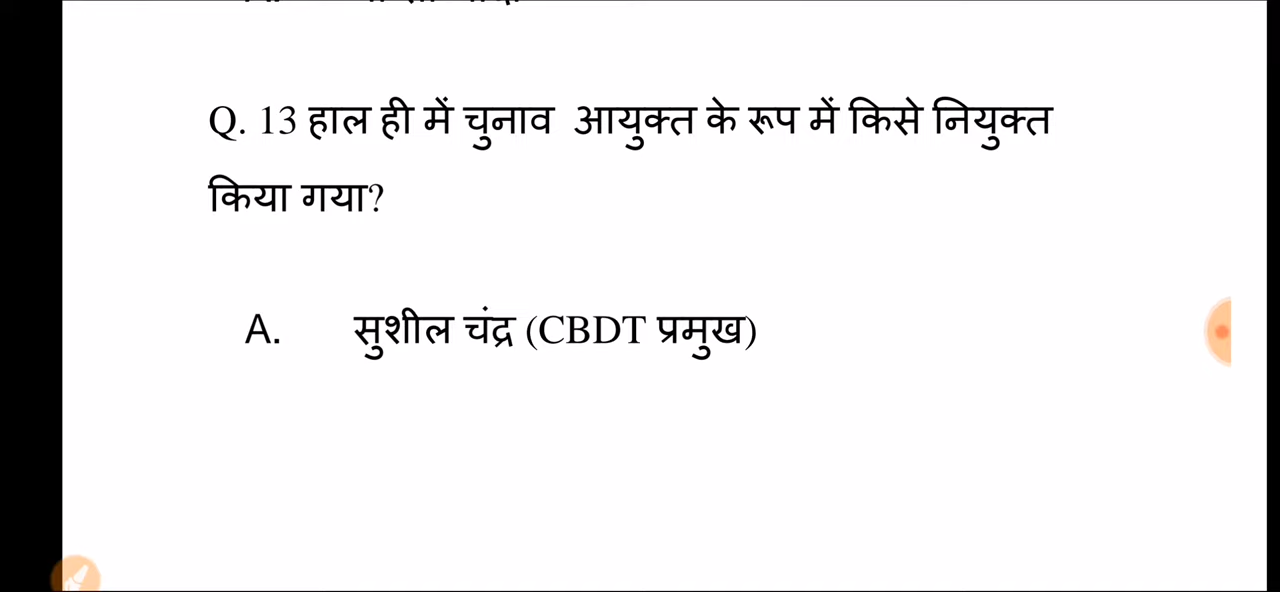 Q. 13 हाल ही में चुनाव आयुक्त के रूप में किसे नियुक्त
किया गया?
A. सुशील चंद्र (CBDT प्रमुख)